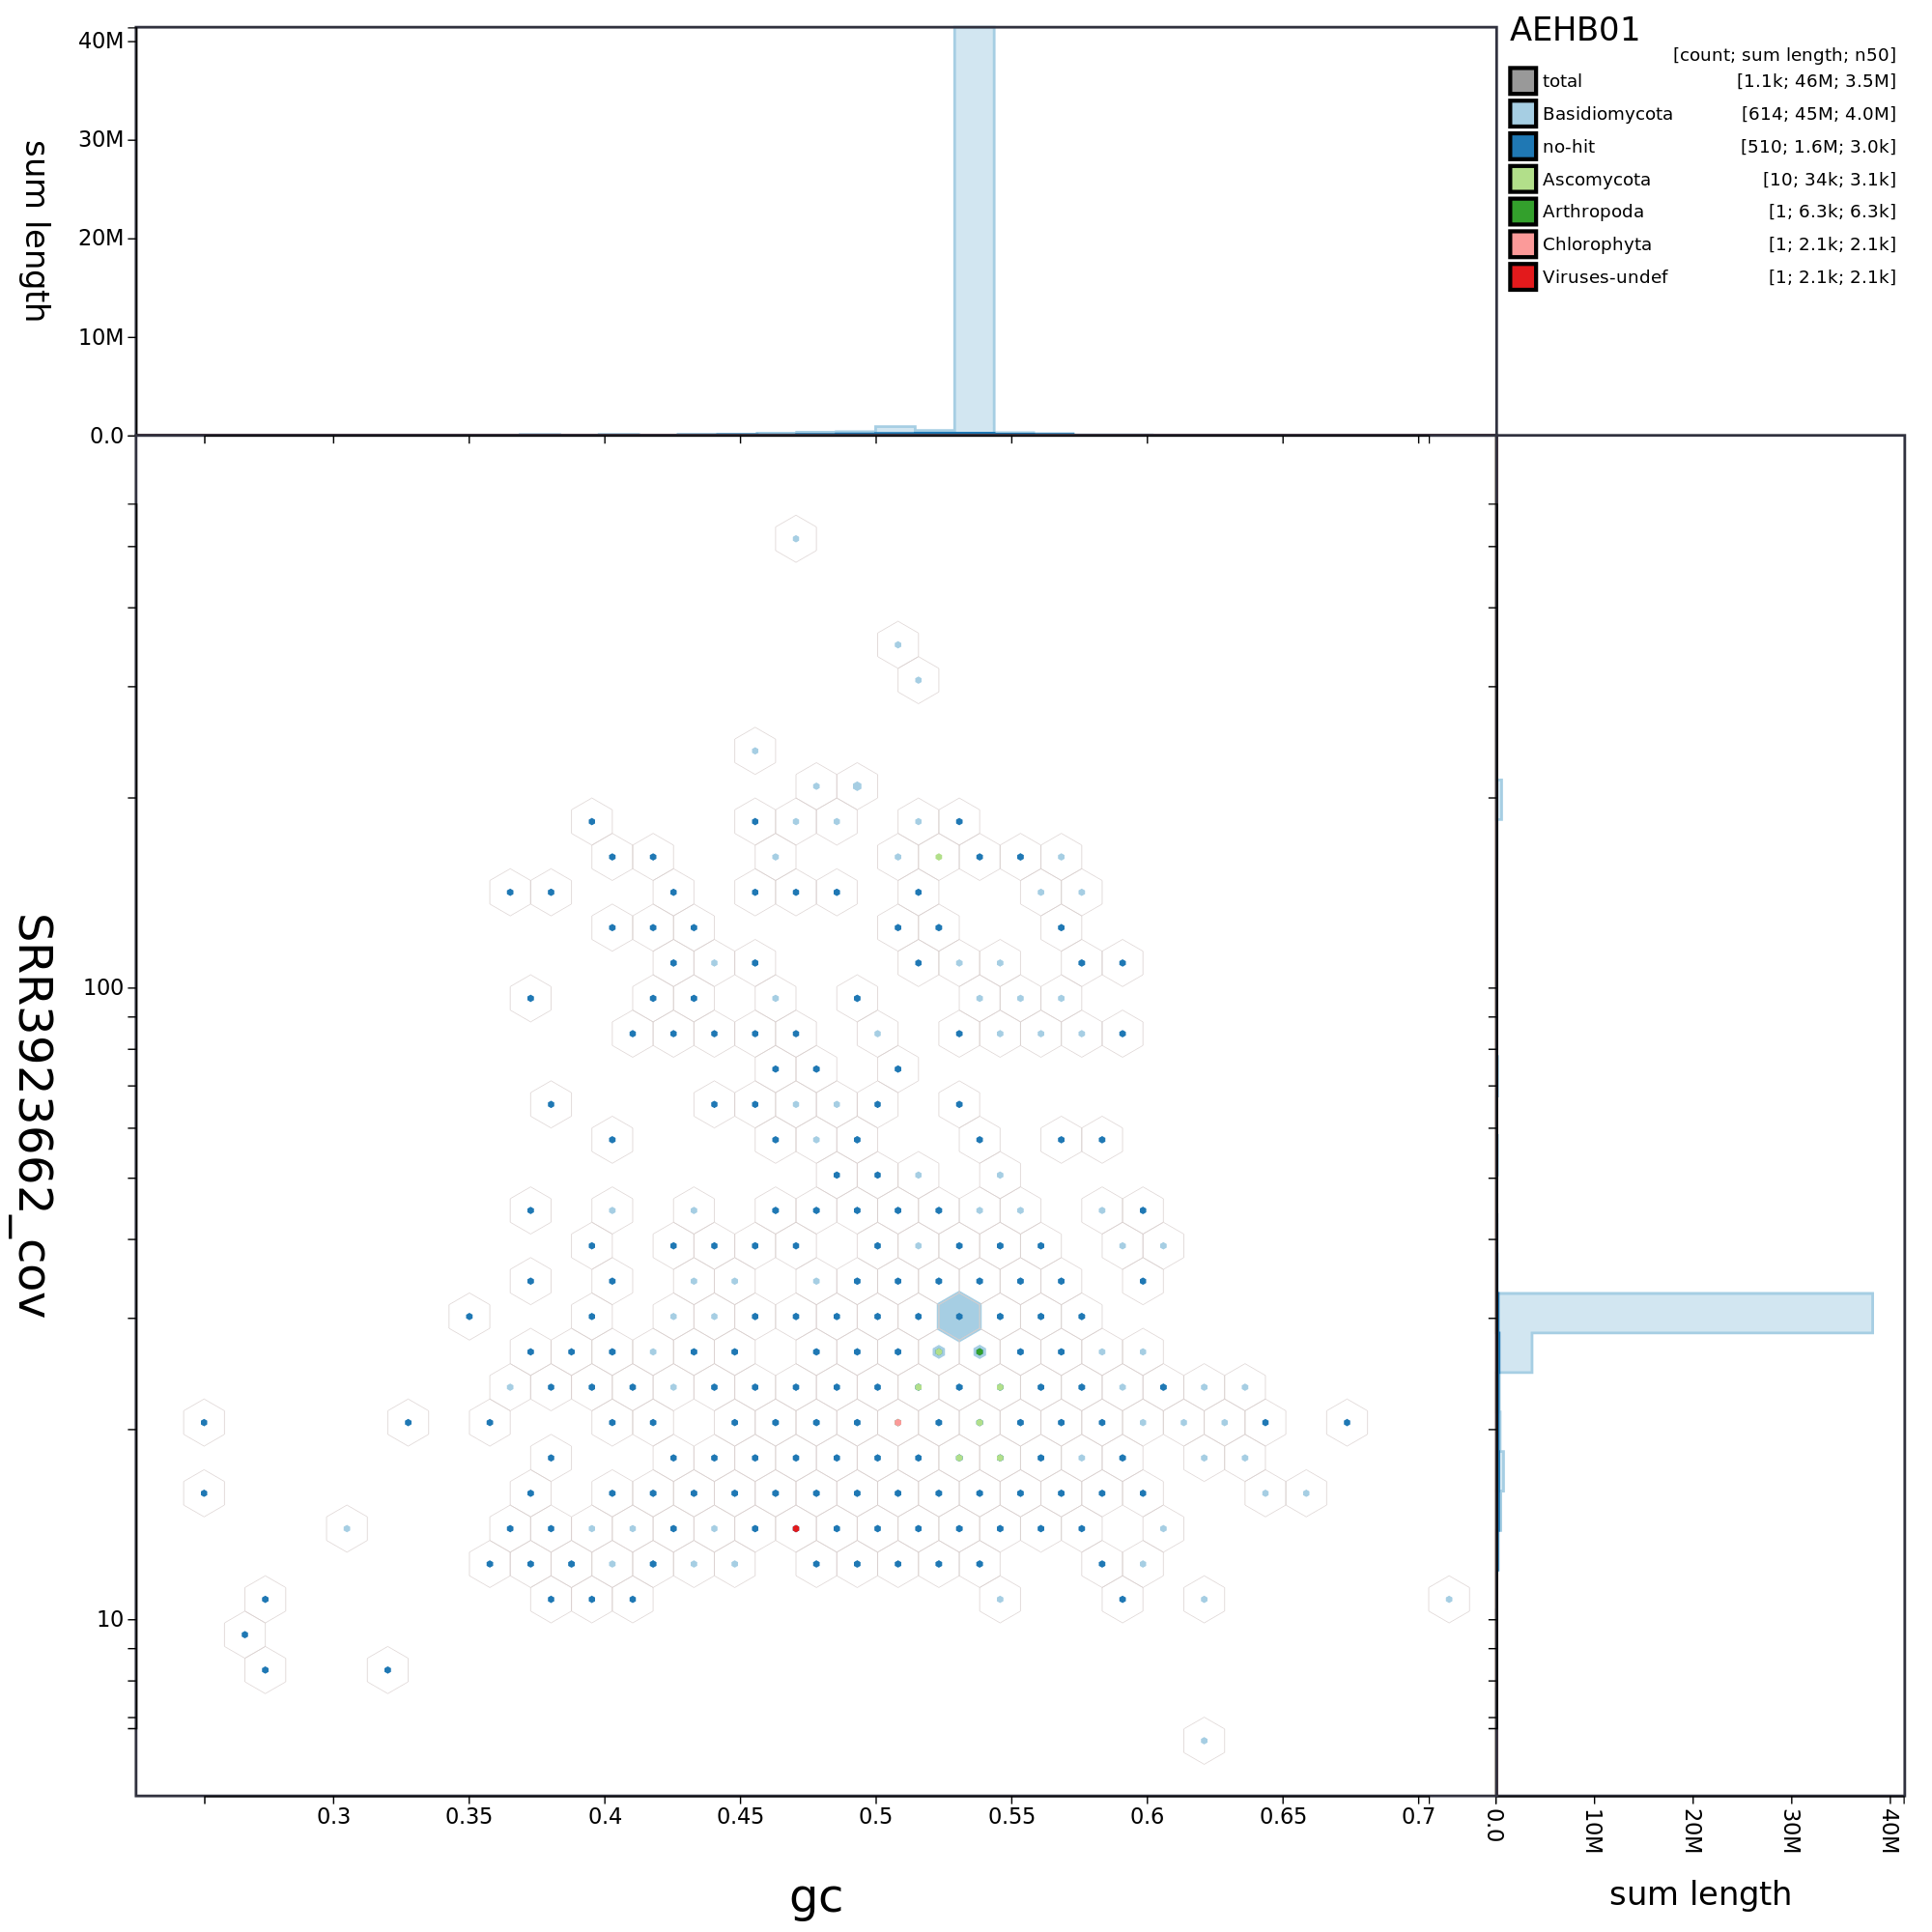 AEHB01
[count; sum length; n50]
total [1.1k; 46M; 3.5M]
Basidiomycota [614; 45M; 4.0M]
no-hit [510; 1.6M; 3.0k]
Ascomycota [10; 34k; 3.1k]
Arthropoda [1; 6.3k; 6.3k]
Chlorophyta [1; 2.1k; 2.1k]
Viruses-undef [1; 2.1k; 2.1k]
40M
30M
20M
10M
0.0
sum length
100
10
SRR3923662_cov
0.3 0.35 0.4 0.45 0.5 0.55 0.6 0.65 0.7
gc
0.0 10M 20M 30M 40M
sum length